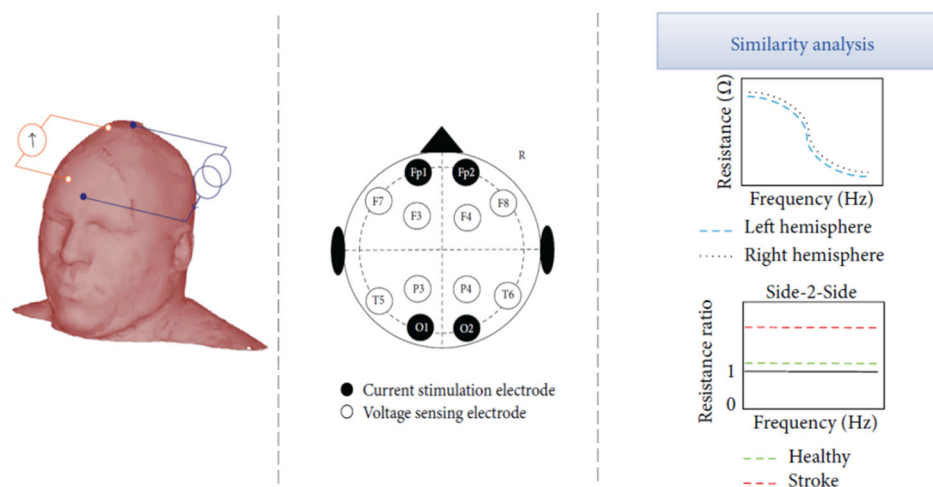 R
Fp1 Fp2
F7 F8
F3 F4
P3 P4
T5 T6
O1 O2
Current stimulation electrode
Voltage sensing electrode
Similarity analysis
Resistance (Ω)
Frequency (Hz)
Left hemisphere
Right hemisphere
Side-2-Side
Resistance ratio
1
0
Frequency (Hz)
Healthy
Stroke